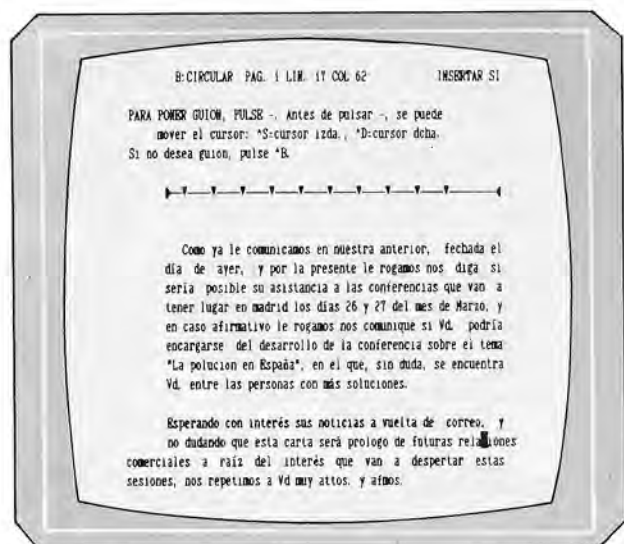 B:CIRCULAR PAG. 1 LIN. 17 COL 62 INSERTAR SI
PARA PONER GUION, PULSE -. Antes de pulsar -, se puede
mover el cursor: ^S=cursor izda., ^D=cursor dcha.
Si no desea guion, pulse ^B.
Como ya le comunicamos en nuestra anterior, fechada el
día de ayer, y por la presente le rogamos nos diga si
seria posible su asistancia a las conferencias que van a
tener lugar en madrid los días 26 y 27 del mes de Marzo, y
en caso afirmativo le rogamos nos comunique si Vd. podría
encargarse del desarrollo de la conferencia sobre el tema
"La polucion en España", en el que, sin duda, se encuentra
Vd. entre las personas con más soluciones.
Esperando con interés sus noticias a vuelta de correo, y
no dudando que esta carta será prologo de futuras relaciones
comerciales a raíz del interés que van a despertar estas
sesiones, nos repetimos a Vd muy attos. y afmos.